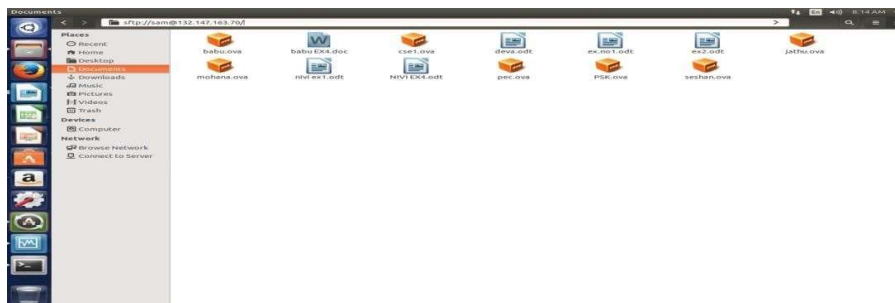 Documents
En 8:14 AM
sftp://sam@132.147.163.70/
Places
Recent
Home
Desktop
Documents
Downloads
Music
Pictures
Videos
Trash
Devices
Computer
Network
Browse Network
Connect to Server
babu.ova babu EX4.doc cse1.ova deva.odt ex.no1.odt ex2.odt jathu.ova
mohana.ova nivi ex1.odt NIVI EX4.odt pec.ova PSK.ova seshan.ova